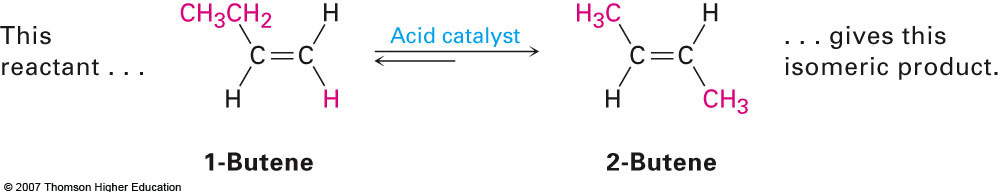 This
reactant . . .
CH₃CH₂
H
C=C
H
H
Acid catalyst
H₃C
H
C=C
H
CH₃
. . . gives this
isomeric product.
1-Butene
2-Butene
© 2007 Thomson Higher Education